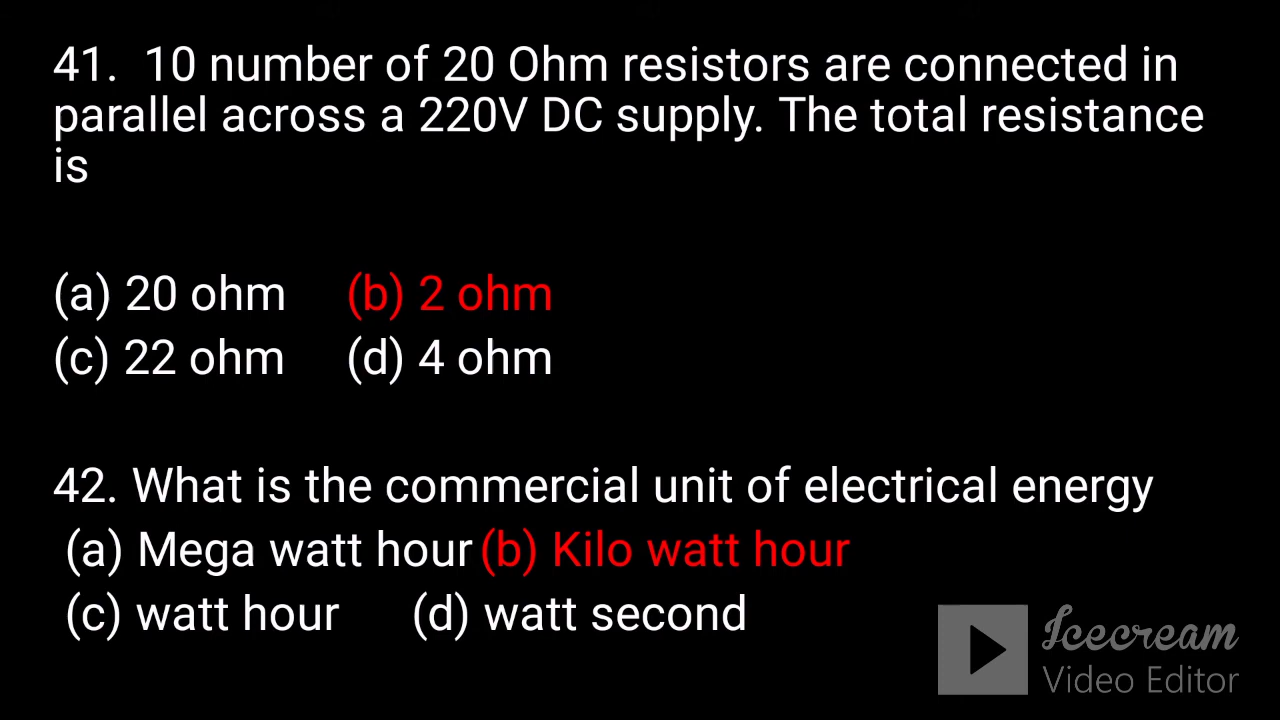 41.  10 number of 20 Ohm resistors are connected in
parallel across a 220V DC supply. The total resistance
is
(a) 20 ohm (b) 2 ohm
(c) 22 ohm (d) 4 ohm
42. What is the commercial unit of electrical energy
(a) Mega watt hour (b) Kilo watt hour
(c) watt hour (d) watt second
Icecream
Video Editor